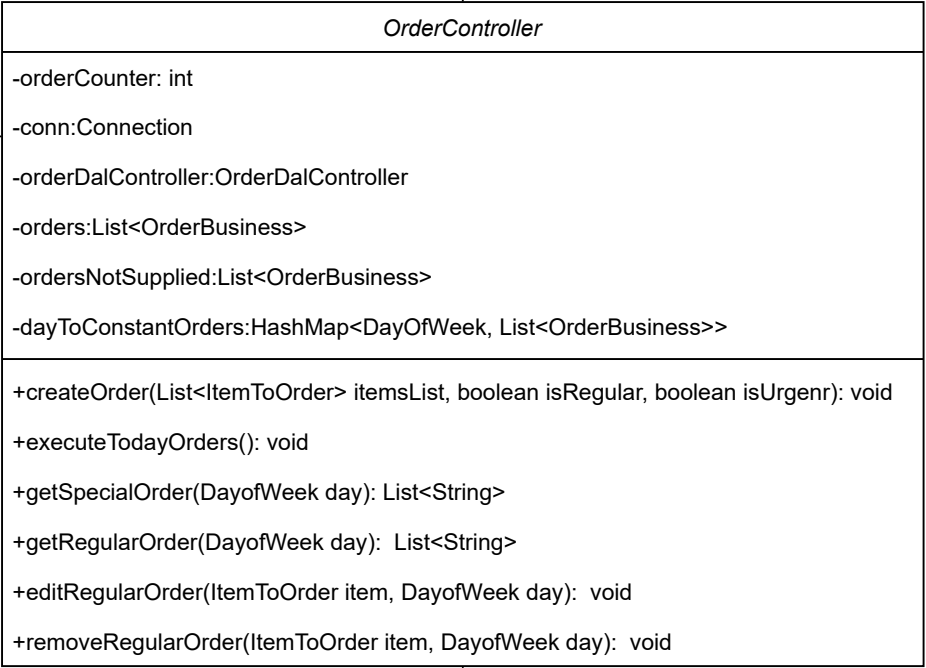 OrderController
-orderCounter: int
-conn:Connection
-orderDalController:OrderDalController
-orders:List<OrderBusiness>
-ordersNotSupplied:List<OrderBusiness>
-dayToConstantOrders:HashMap<DayOfWeek, List<OrderBusiness>>
+createOrder(List<ItemToOrder> itemsList, boolean isRegular, boolean isUrgenr): void
+executeTodayOrders(): void
+getSpecialOrder(DayofWeek day): List<String>
+getRegularOrder(DayofWeek day):  List<String>
+editRegularOrder(ItemToOrder item, DayofWeek day):  void
+removeRegularOrder(ItemToOrder item, DayofWeek day):  void